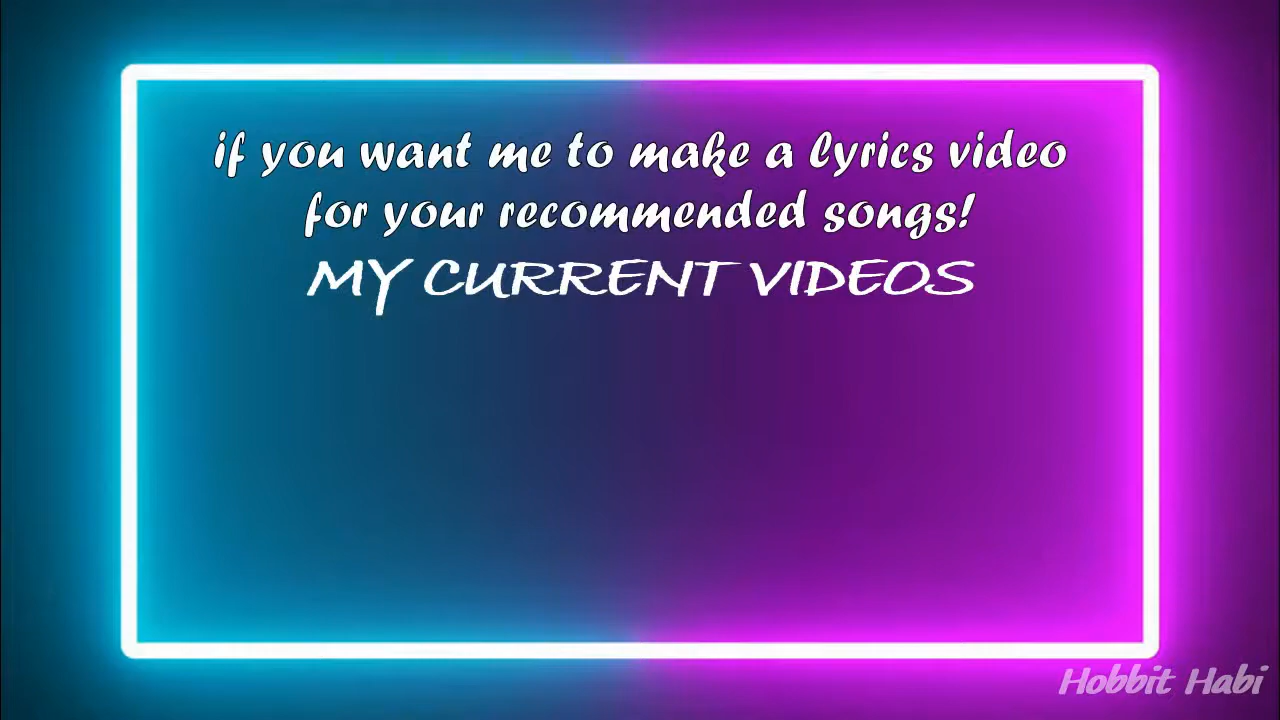 if you want me to make a lyrics video
for your recommended songs!
MY CURRENT VIDEOS
Hobbit Habi